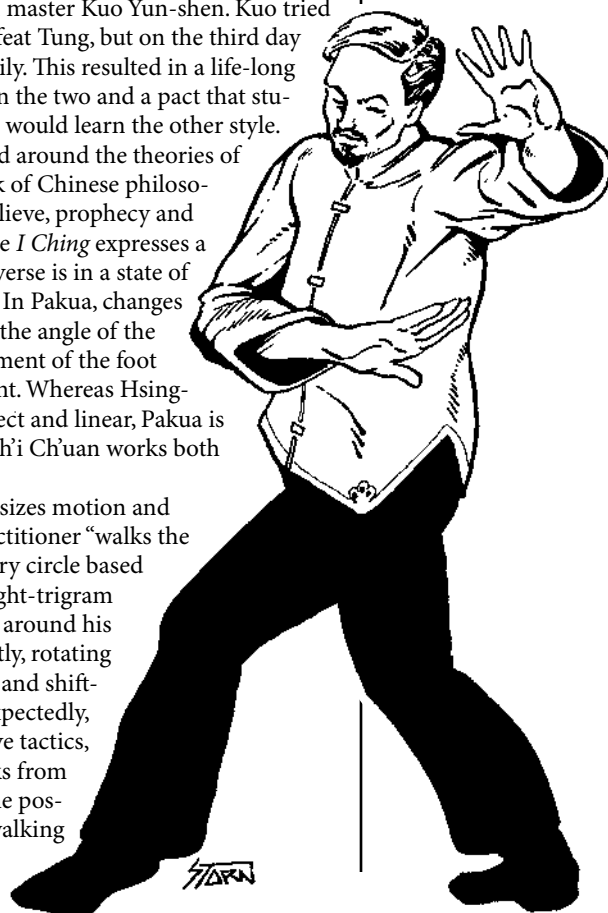 master Kuo Yun-shen. Kuo tried
feat Tung, but on the third day
ily. This resulted in a life-long
n the two and a pact that stu-
would learn the other style.
d around the theories of
k of Chinese philoso-
lieve, prophecy and
e I Ching expresses a
verse is in a state of
In Pakua, changes
the angle of the
ment of the foot
nt. Whereas Hsing-
ect and linear, Pakua is
h'i Ch'uan works both
sizes motion and
ctitioner “walks the
ry circle based
ght-trigram
around his
tly, rotating
and shift-
xpectedly,
ve tactics,
ks from
e pos-
walking
STORN